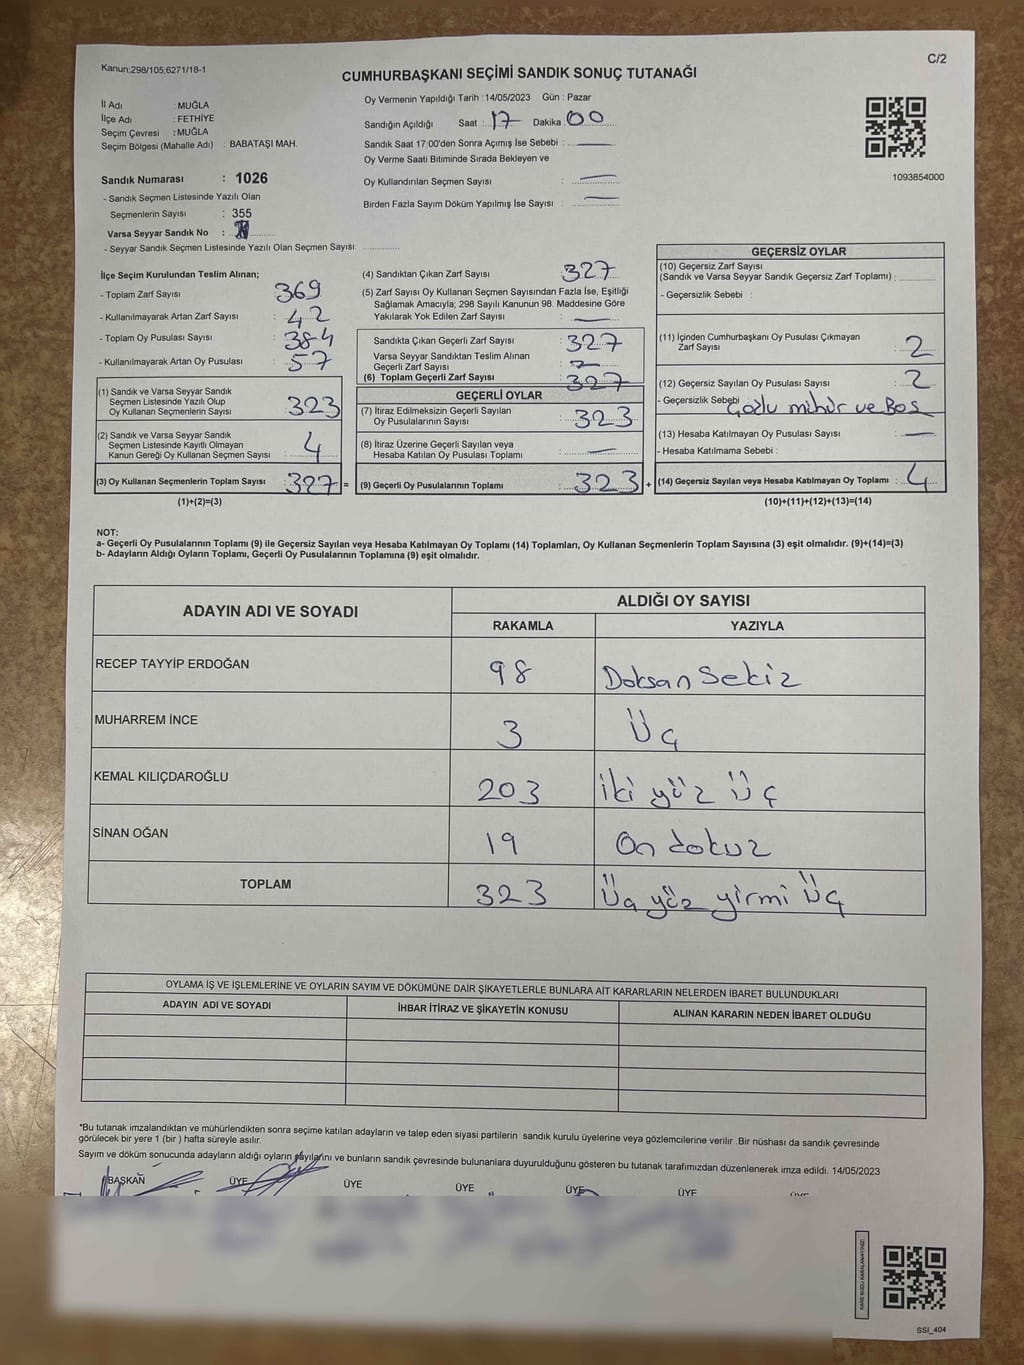 Kanun;298/105;6271/18-1
C/2
CUMHURBAŞKANI SEÇİMİ SANDIK SONUÇ TUTANAĞI
İl Adı : MUĞLA
İlçe Adı : FETHİYE
Seçim Çevresi : MUĞLA
Seçim Bölgesi (Mahalle Adı) : BABATAŞI MAH.
Sandık Numarası : 1026
- Sandık Seçmen Listesinde Yazılı Olan
Seçmenlerin Sayısı : 355
Varsa Seyyar Sandık No :
- Seyyar Sandık Seçmen Listesinde Yazılı Olan Seçmen Sayısı:
Oy Vermenin Yapıldığı Tarih : 14/05/2023 Gün : Pazar
Sandığın Açıldığı Saat : 17 Dakika : 00
Sandık Saat 17:00'den Sonra Açımış İse Sebebi :
Oy Verme Saati Bitiminde Sırada Bekleyen ve
Oy Kullandırılan Seçmen Sayısı :
Birden Fazla Sayım Döküm Yapılmış İse Sayısı :
1093854000
İlçe Seçim Kurulundan Teslim Alınan;
- Toplam Zarf Sayısı : 369
- Kullanılmayarak Artan Zarf Sayısı : 42
- Toplam Oy Pusulası Sayısı : 384
- Kullanılmayarak Artan Oy Pusulası : 57
(1) Sandık ve Varsa Seyyar Sandık
Seçmen Listesinde Yazılı Olup
Oy Kullanan Seçmenlerin Sayısı : 323
(2) Sandık ve Varsa Seyyar Sandık
Seçmen Listesinde Kayıtlı Olmayan
Kanun Gereği Oy Kullanan Seçmen Sayısı : 4
(3) Oy Kullanan Seçmenlerin Toplam Sayısı : 327 =
(1)+(2)=(3)
(4) Sandıktan Çıkan Zarf Sayısı : 327
(5) Zarf Sayısı Oy Kullanan Seçmen Sayısından Fazla İse, Eşitliği
Sağlamak Amacıyla; 298 Sayılı Kanunun 98. Maddesine Göre
Yakılarak Yok Edilen Zarf Sayısı :
Sandıkta Çıkan Geçerli Zarf Sayısı : 327
Varsa Seyyar Sandıktan Teslim Alınan
Geçerli Zarf Sayısı :
(6) Toplam Geçerli Zarf Sayısı : 327
GEÇERLİ OYLAR
(7) İtiraz Edilmeksizin Geçerli Sayılan
Oy Pusulalarının Sayısı : 323
(8) İtiraz Üzerine Geçerli Sayılan veya
Hesaba Katılan Oy Pusulası Toplamı :
(9) Geçerli Oy Pusulalarının Toplamı : 323 +
GEÇERSİZ OYLAR
(10) Geçersiz Zarf Sayısı
(Sandık ve Varsa Seyyar Sandık Geçersiz Zarf Toplamı) :
- Geçersizlik Sebebi :
(11) İçinden Cumhurbaşkanı Oy Pusulası Çıkmayan
Zarf Sayısı : 2
(12) Geçersiz Sayılan Oy Pusulası Sayısı : 2
- Geçersizlik Sebebi Çoğlu mühür ve Boş
(13) Hesaba Katılmayan Oy Pusulası Sayısı :
- Hesaba Katılmama Sebebi :
(14) Geçersiz Sayılan veya Hesaba Katılmayan Oy Toplamı : 4
(10)+(11)+(12)+(13)=(14)
NOT:
a- Geçerli Oy Pusulalarının Toplamı (9) ile Geçersiz Sayılan veya Hesaba Katılmayan Oy Toplamı (14) Toplamları, Oy Kullanan Seçmenlerin Toplam Sayısına (3) eşit olmalıdır. (9)+(14)=(3)
b- Adayların Aldığı Oyların Toplamı, Geçerli Oy Pusulalarının Toplamına (9) eşit olmalıdır.
ADAYIN ADI VE SOYADI
ALDIĞI OY SAYISI
RAKAMLA YAZIYLA
RECEP TAYYİP ERDOĞAN 98 Doksan Sekiz
MUHARREM İNCE 3 Üç
KEMAL KILIÇDAROĞLU 203 iki yüz Üç
SİNAN OĞAN 19 On dokuz
TOPLAM 323 Üç yüz yirmi Üç
OYLAMA İŞ VE İŞLEMLERİNE VE OYLARIN SAYIM VE DÖKÜMÜNE DAİR ŞİKAYETLERLE BUNLARA AİT KARARLARIN NELERDEN İBARET BULUNDUKLARI
ADAYIN ADI VE SOYADI İHBAR İTİRAZ VE ŞİKAYETİN KONUSU ALINAN KARARIN NEDEN İBARET OLDUĞU
*Bu tutanak imzalandıktan ve mühürlendikten sonra seçime katılan adayların ve talep eden siyasi partilerin sandık kurulu üyelerine veya gözlemcilerine verilir .Bir nüshası da sandık çevresinde
görülecek bir yere 1 (bir ) hafta süreyle asılır.
Sayım ve döküm sonucunda adayların aldığı oyların sayılarını ve bunların sandık çevresinde bulunanlara duyurulduğunu gösteren bu tutanak tarafımızdan düzenlenerek imza edildi. 14/05/2023
BAŞKAN ÜYE ÜYE ÜYE ÜYE ÜYE
KARE KODU KARALAMAYINIZ!
SSI_404